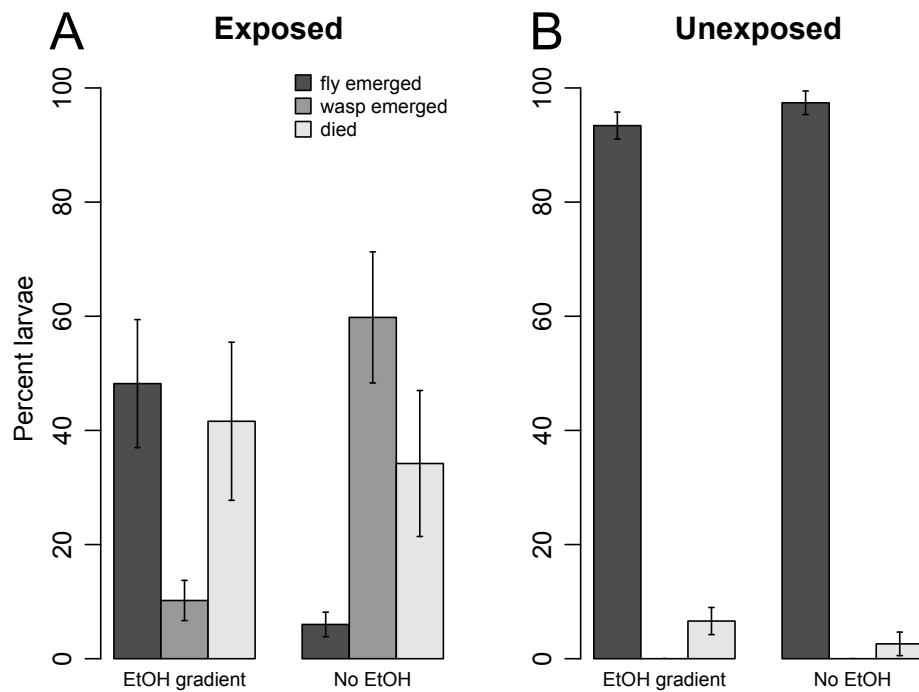 A Exposed
B Unexposed
fly emerged
wasp emerged
died
Percent larvae
100
80
60
40
20
0
EtOH gradient
No EtOH
100
80
60
40
20
0
EtOH gradient
No EtOH